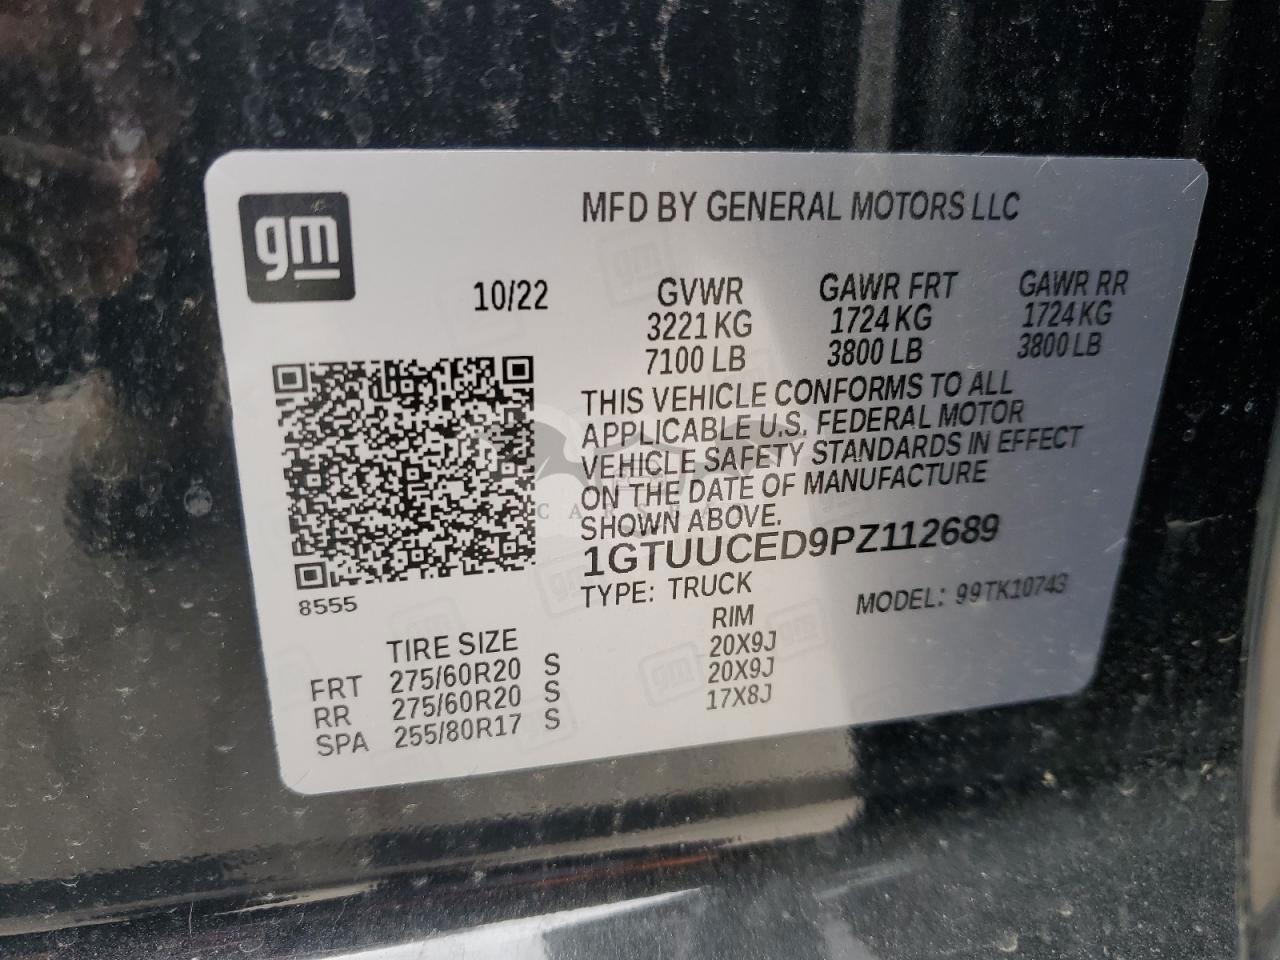 gm
MFD BY GENERAL MOTORS LLC
10/22
GVWR GAWR FRT GAWR RR
3221 KG 1724 KG 1724 KG
7100 LB 3800 LB 3800 LB
THIS VEHICLE CONFORMS TO ALL
APPLICABLE U.S. FEDERAL MOTOR
VEHICLE SAFETY STANDARDS IN EFFECT
ON THE DATE OF MANUFACTURE
SHOWN ABOVE.
1GTUUCED9PZ112689
TYPE: TRUCK MODEL: 99TK10743
8555
TIRE SIZE RIM
FRT 275/60R20 S 20X9J
RR 275/60R20 S 20X9J
SPA 255/80R17 S 17X8J